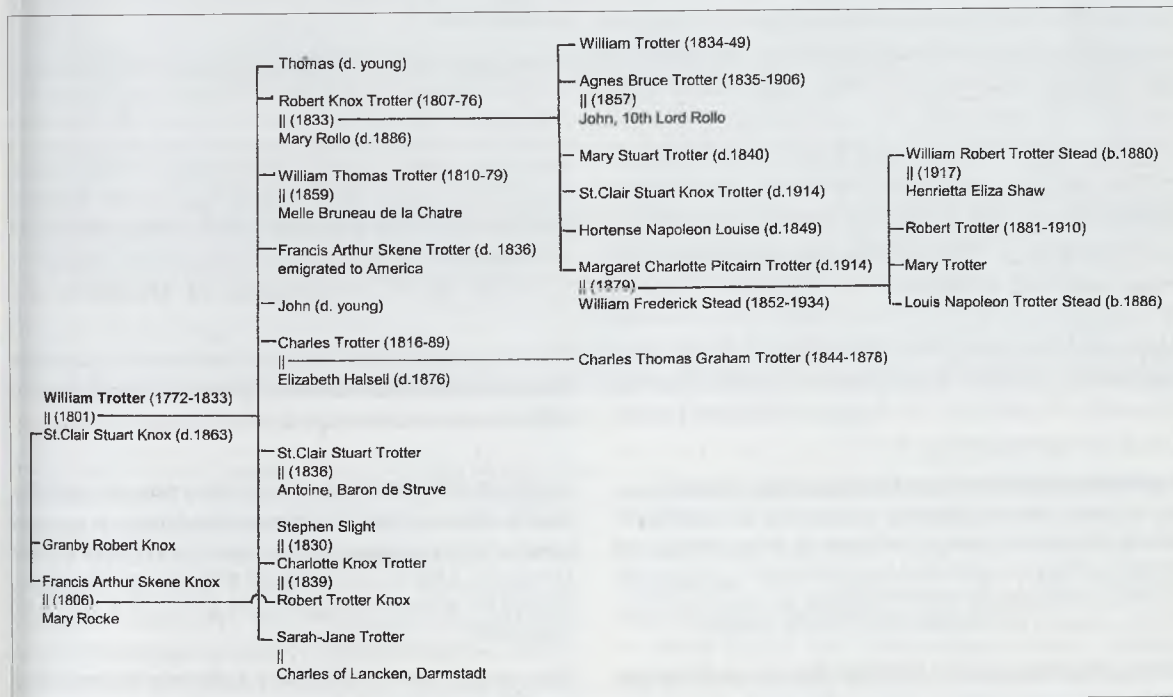 William Trotter (1772-1833)
|| (1801)
St.Clair Stuart Knox (d.1863)
Granby Robert Knox
Francis Arthur Skene Knox
|| (1806)
Mary Rocke
Thomas (d. young)
Robert Knox Trotter (1807-76)
|| (1833)
Mary Rollo (d.1886)
William Thomas Trotter (1810-79)
|| (1859)
Melle Bruneau de la Chatre
Francis Arthur Skene Trotter (d. 1836)
emigrated to America
John (d. young)
Charles Trotter (1816-89)
||
Elizabeth Halsell (d.1876)
St.Clair Stuart Trotter
|| (1836)
Antoine, Baron de Struve
Stephen Slight
|| (1830)
Charlotte Knox Trotter
|| (1839)
Robert Trotter Knox
Sarah-Jane Trotter
||
Charles of Lancken, Darmstadt
William Trotter (1834-49)
Agnes Bruce Trotter (1835-1906)
|| (1857)
John, 10th Lord Rollo
Mary Stuart Trotter (d.1840)
St.Clair Stuart Knox Trotter (d.1914)
Hortense Napoleon Louise (d.1849)
Margaret Charlotte Pitcairn Trotter (d.1914)
|| (1879)
William Frederick Stead (1852-1934)
Charles Thomas Graham Trotter (1844-1878)
William Robert Trotter Stead (b.1880)
|| (1917)
Henrietta Eliza Shaw
Robert Trotter (1881-1910)
Mary Trotter
Louis Napoleon Trotter Stead (b.1886)